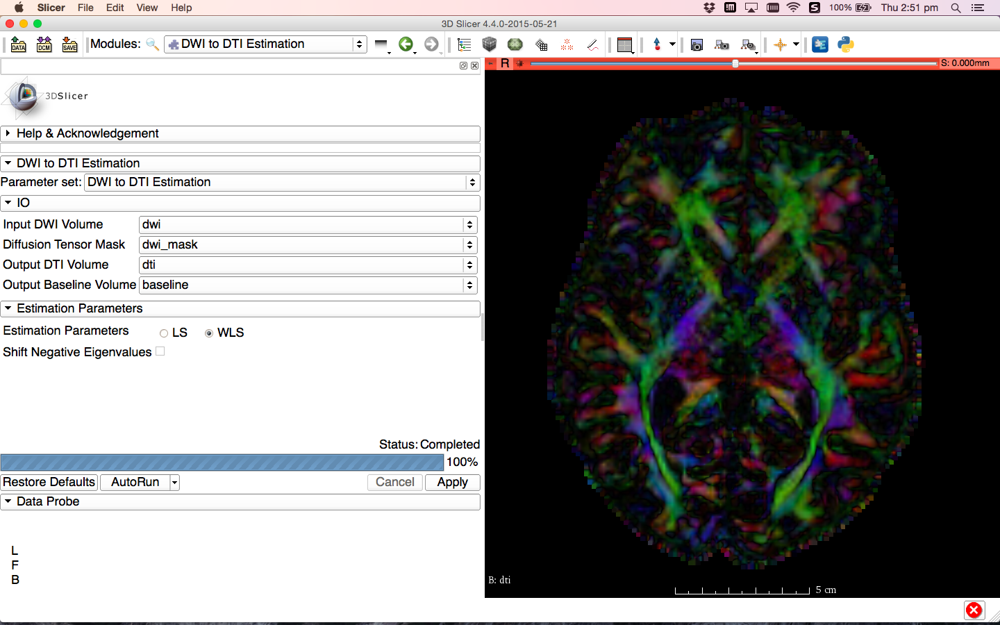 Slicer File Edit View Help 100% Thu 2:51 pm
3D Slicer 4.4.0-2015-05-21
DATA DCM SAVE Modules: DWI to DTI Estimation
R S: 0.000mm
3DSlicer
Help & Acknowledgement
DWI to DTI Estimation
Parameter set: DWI to DTI Estimation
IO
Input DWI Volume dwi
Diffusion Tensor Mask dwi_mask
Output DTI Volume dti
Output Baseline Volume baseline
Estimation Parameters
Estimation Parameters LS WLS
Shift Negative Eigenvalues
Status: Completed
100%
Restore Defaults AutoRun Cancel Apply
Data Probe
L
F
B
B: dti
5 cm